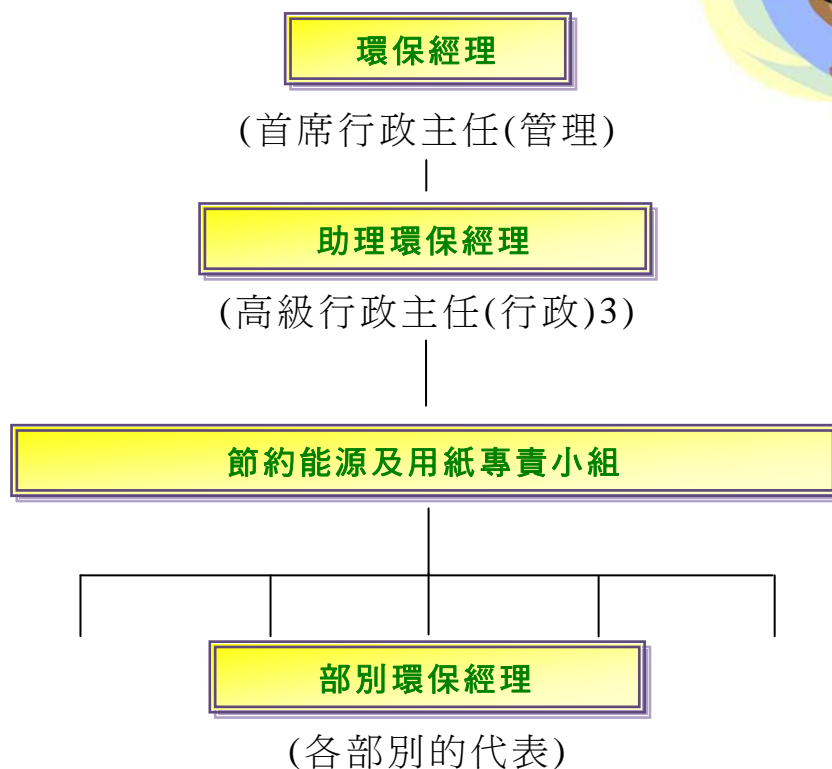 環保經理
(首席行政主任(管理)
助理環保經理
(高級行政主任(行政)3)
節約能源及用紙專責小組
部別環保經理
(各部別的代表)